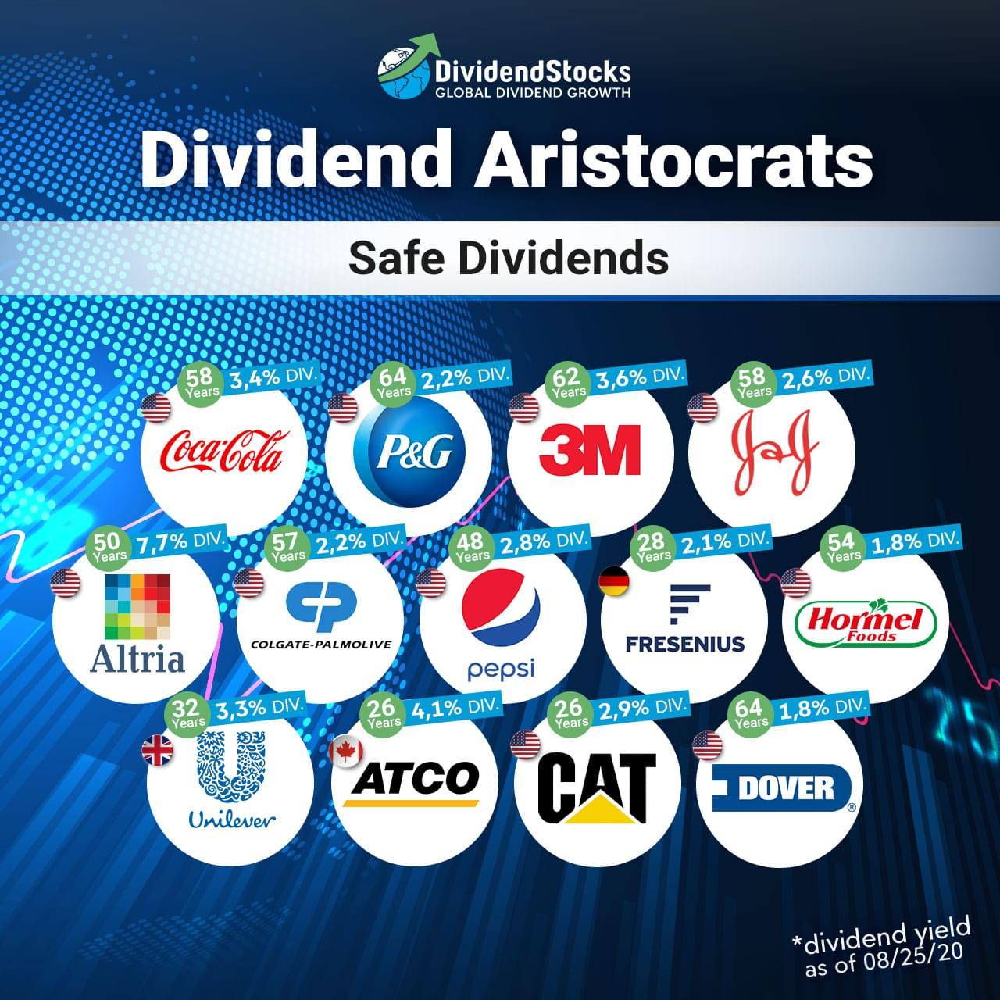 DividendStocks
GLOBAL DIVIDEND GROWTH
Dividend Aristocrats
Safe Dividends
58 Years 3,4% DIV.
Coca-Cola
64 Years 2,2% DIV.
P&G
62 Years 3,6% DIV.
3M
58 Years 2,6% DIV.
J&J
50 Years 7,7% DIV.
Altria
57 Years 2,2% DIV.
CP
COLGATE-PALMOLIVE
48 Years 2,8% DIV.
pepsi
28 Years 2,1% DIV.
FRESENIUS
54 Years 1,8% DIV.
Hormel
Foods
32 Years 3,3% DIV.
U
Unilever
26 Years 4,1% DIV.
ATCO
26 Years 2,9% DIV.
CAT
64 Years 1,8% DIV.
DOVER®
25
*dividend yield
as of 08/25/20